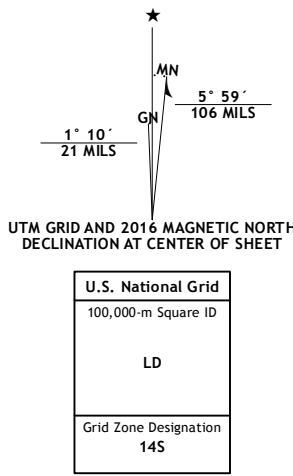 ★
MN
GN
5° 59´
106 MILS
1° 10´
21 MILS
UTM GRID AND 2016 MAGNETIC NORTH
DECLINATION AT CENTER OF SHEET
U.S. National Grid
100,000-m Square ID
LD
Grid Zone Designation
14S